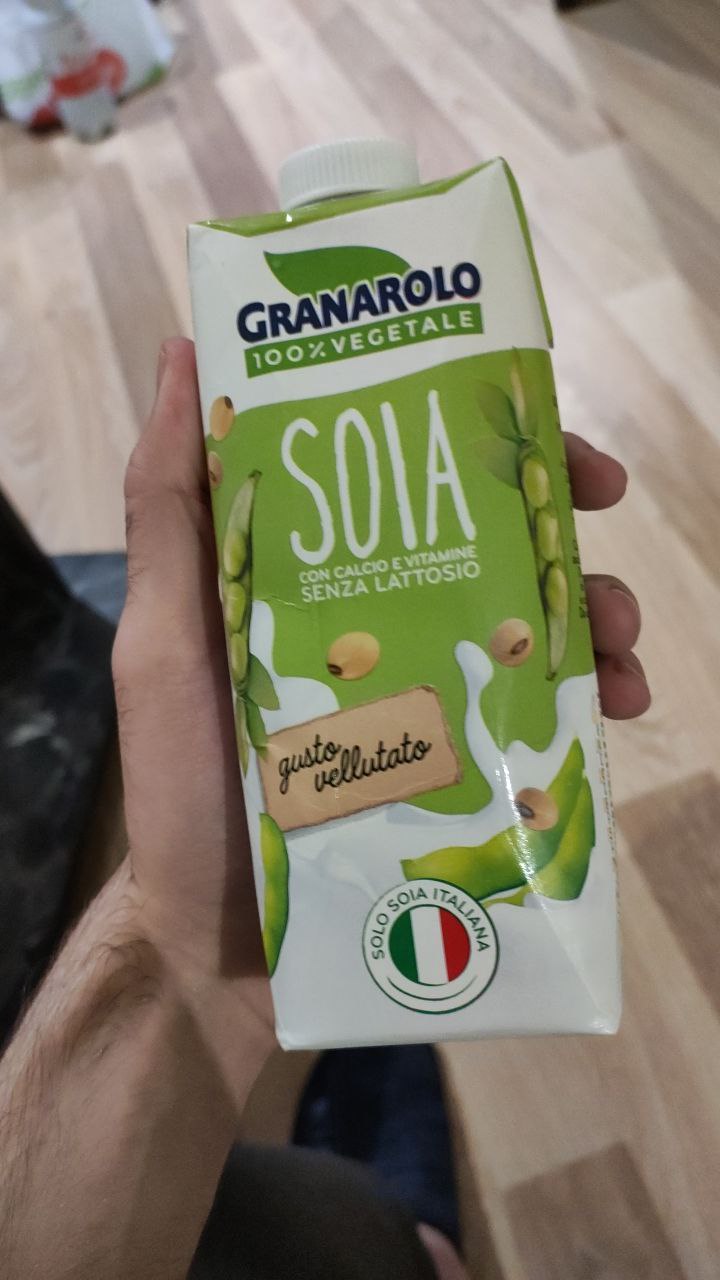 GRANAROLO
100% VEGETALE
SOIA
CON CALCIO E VITAMINE
SENZA LATTOSIO
gusto
vellutato
SOLO SOIA ITALIANA